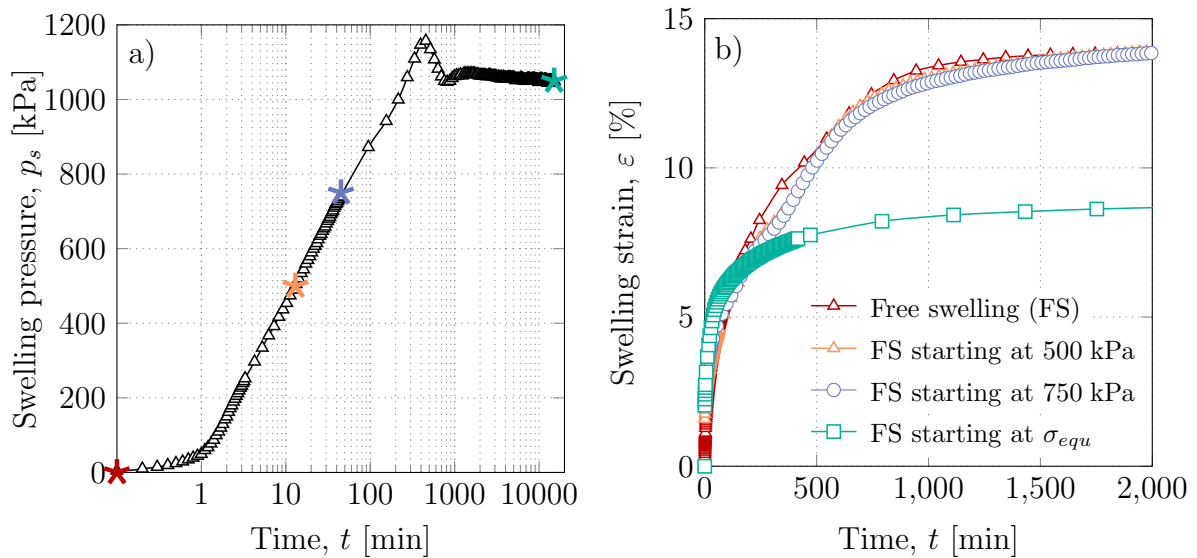 a)
1200
1000
800
600
400
200
0
1
10
100
1000
10000
Swelling pressure, pₛ [kPa]
Time, t [min]
b)
15
10
5
0
0
500
1,000
1,500
2,000
Swelling strain, ε [%]
Time, t [min]
Free swelling (FS)
FS starting at 500 kPa
FS starting at 750 kPa
FS starting at σ_equ